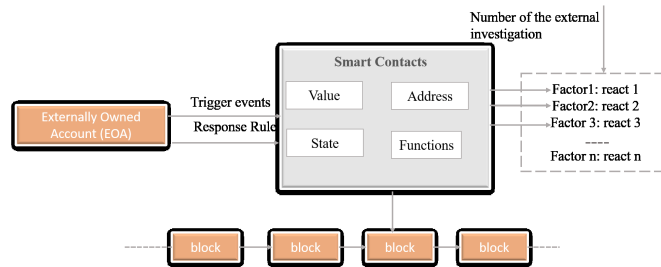 Number of the external
investigation
Smart Contacts
Value
Address
State
Functions
Externally Owned
Account (EOA)
Trigger events
Response Rule
Factor1: react 1
Factor2: react 2
Factor 3: react 3
Factor n: react n
block
block
block
block